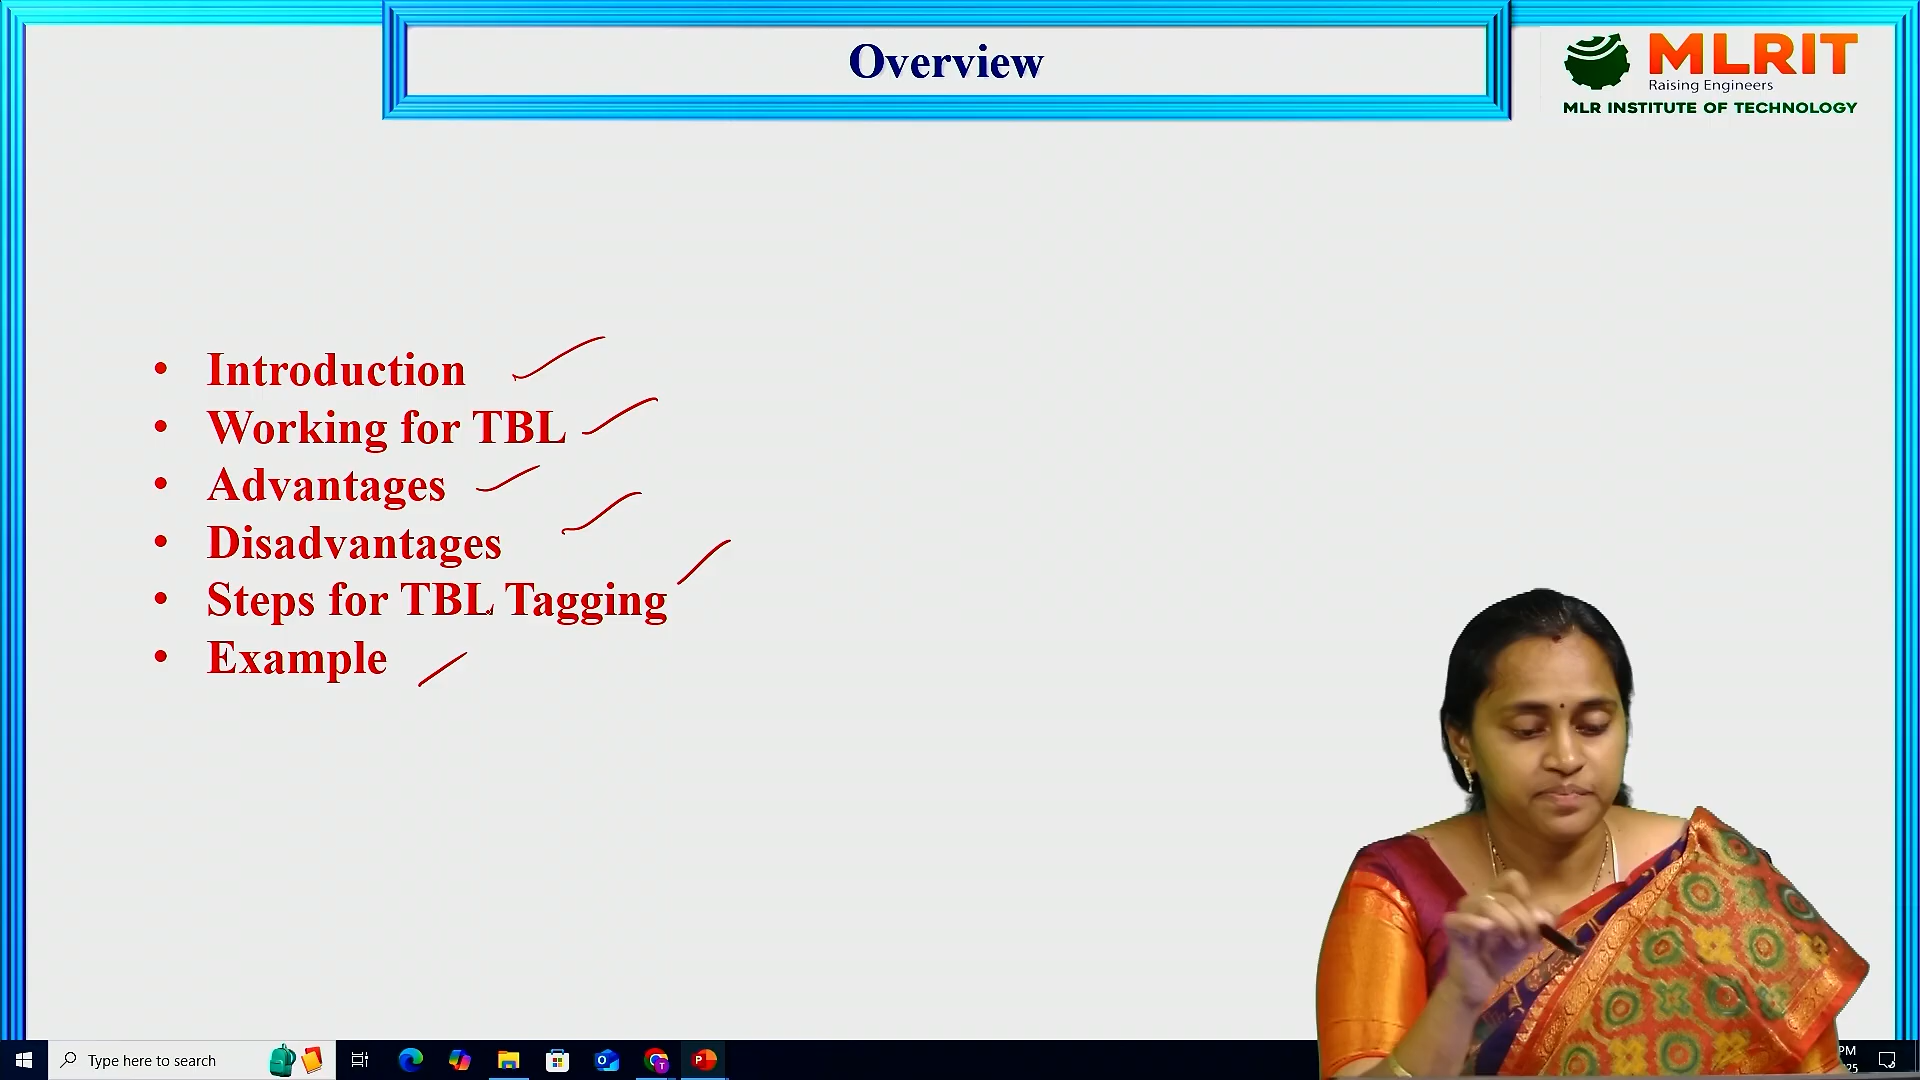 Overview
MLRIT
Raising Engineers
MLR INSTITUTE OF TECHNOLOGY
• Introduction
• Working for TBL
• Advantages
• Disadvantages
• Steps for TBL Tagging
• Example
Type here to search
PM